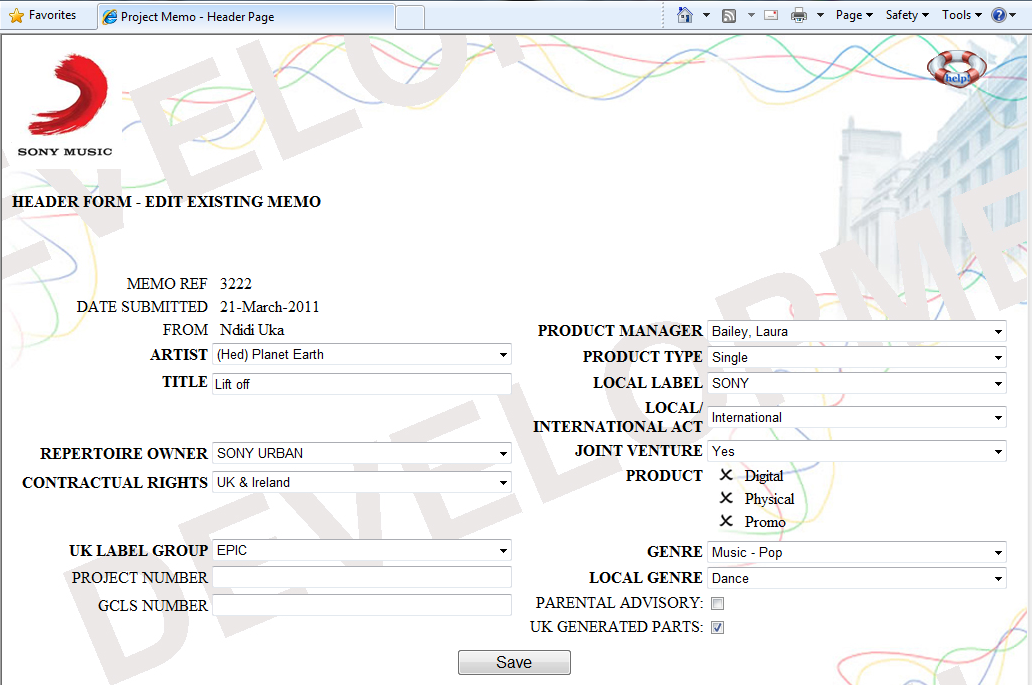 Favorites
Project Memo - Header Page
Page
Safety
Tools
help!
SONY MUSIC
DEVELOPMENT
HEADER FORM - EDIT EXISTING MEMO
MEMO REF 3222
DATE SUBMITTED 21-March-2011
FROM Ndidi Uka
ARTIST (Hed) Planet Earth
TITLE Lift off
REPERTOIRE OWNER SONY URBAN
CONTRACTUAL RIGHTS UK & Ireland
UK LABEL GROUP EPIC
PROJECT NUMBER
GCLS NUMBER
PRODUCT MANAGER Bailey, Laura
PRODUCT TYPE Single
LOCAL LABEL SONY
LOCAL/
INTERNATIONAL ACT International
JOINT VENTURE Yes
PRODUCT X Digital
X Physical
X Promo
GENRE Music - Pop
LOCAL GENRE Dance
PARENTAL ADVISORY:
UK GENERATED PARTS:
Save
DEVELOPME